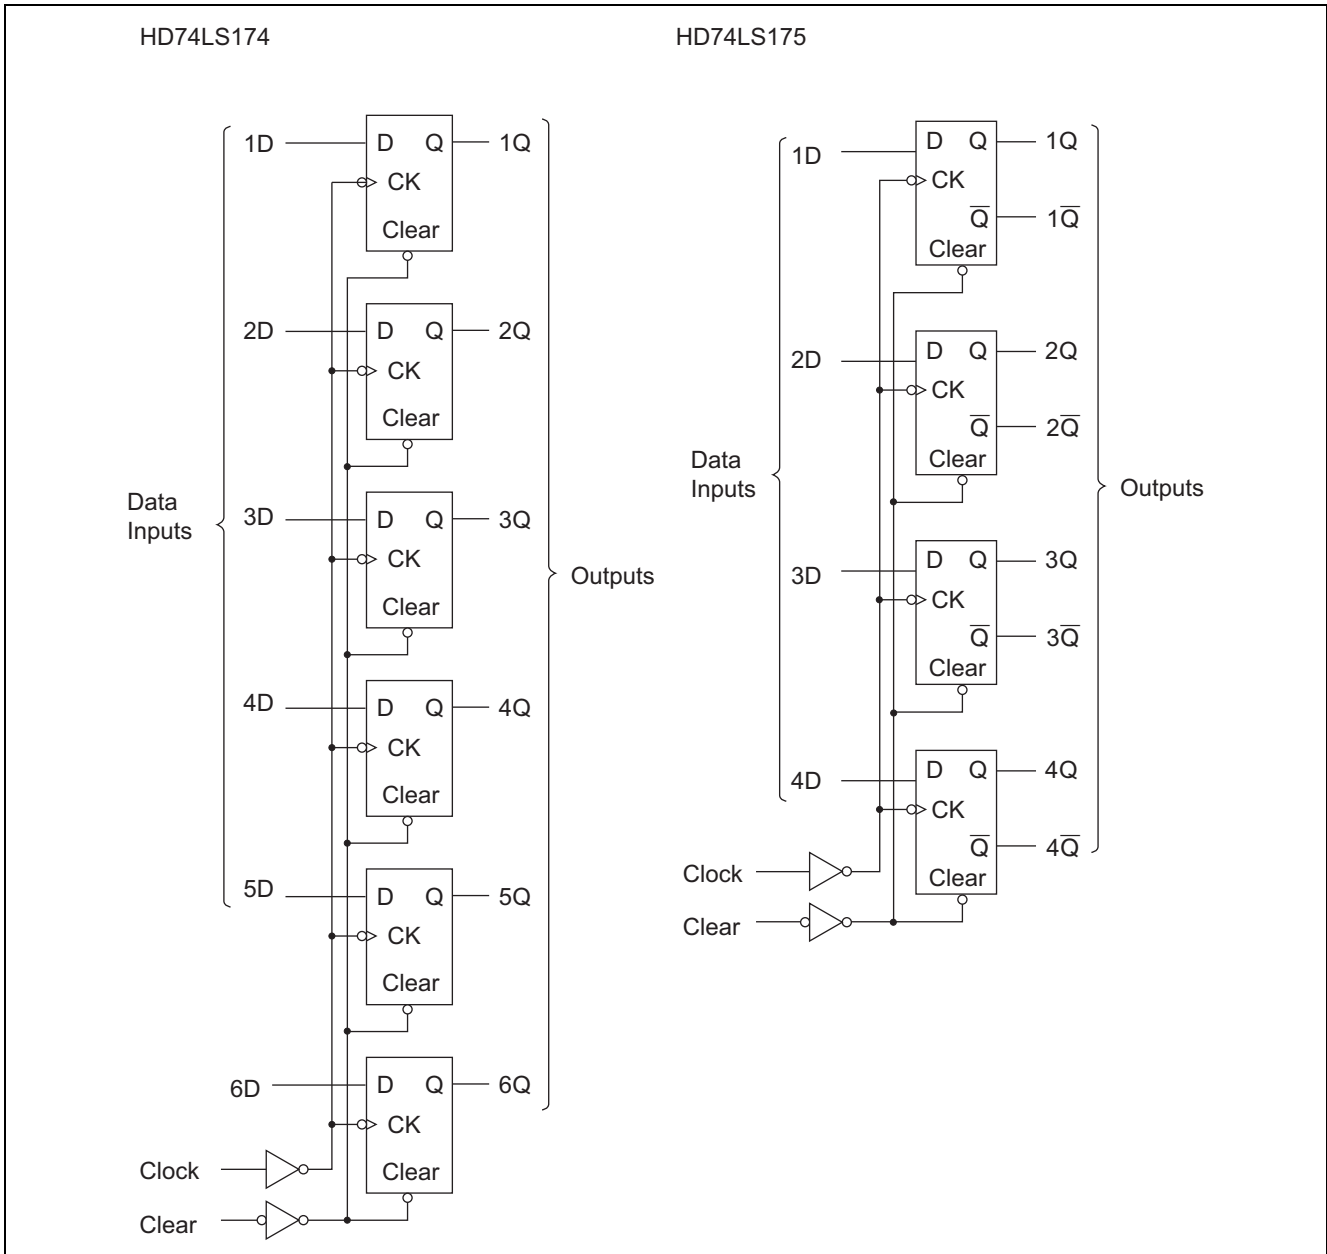 HD74LS174
1D
D Q
1Q
CK
Clear
2D
D Q
2Q
CK
Clear
Data
Inputs
3D
D Q
3Q
CK
Clear
Outputs
4D
D Q
4Q
CK
Clear
5D
D Q
5Q
CK
Clear
6D
D Q
6Q
CK
Clear
Clock
Clear
HD74LS175
1D
D Q
1Q
CK
Q̅
1Q̅
Clear
2D
D Q
2Q
CK
Q̅
2Q̅
Clear
Data
Inputs
Outputs
3D
D Q
3Q
CK
Q̅
3Q̅
Clear
4D
D Q
4Q
CK
Q̅
4Q̅
Clear
Clock
Clear